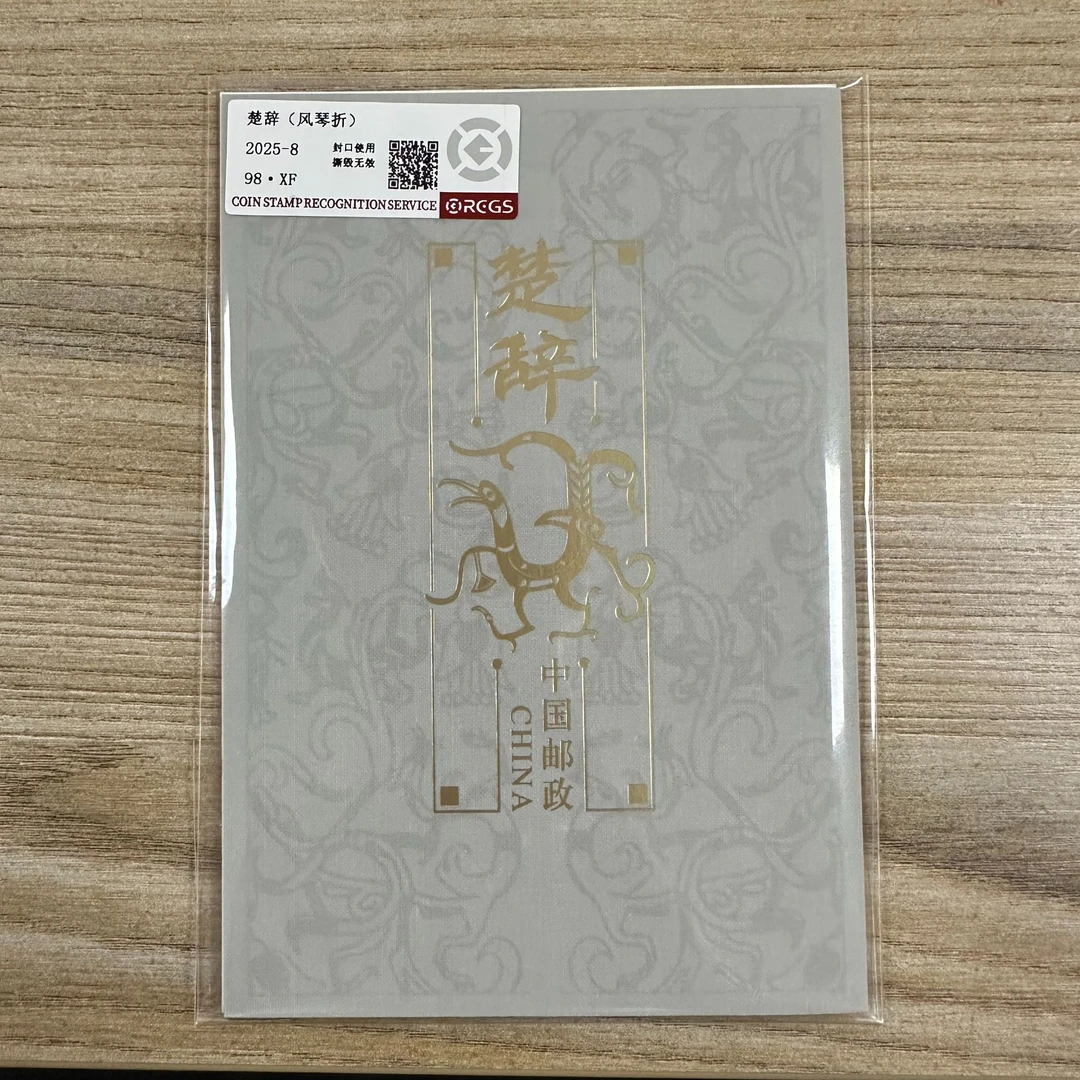 楚辞（风琴折）
2025-8
封口使用
撕毁无效
98·XF
COIN STAMP RECOGNITION SERVICE
RCGS
楚辞
中国邮政
CHINA